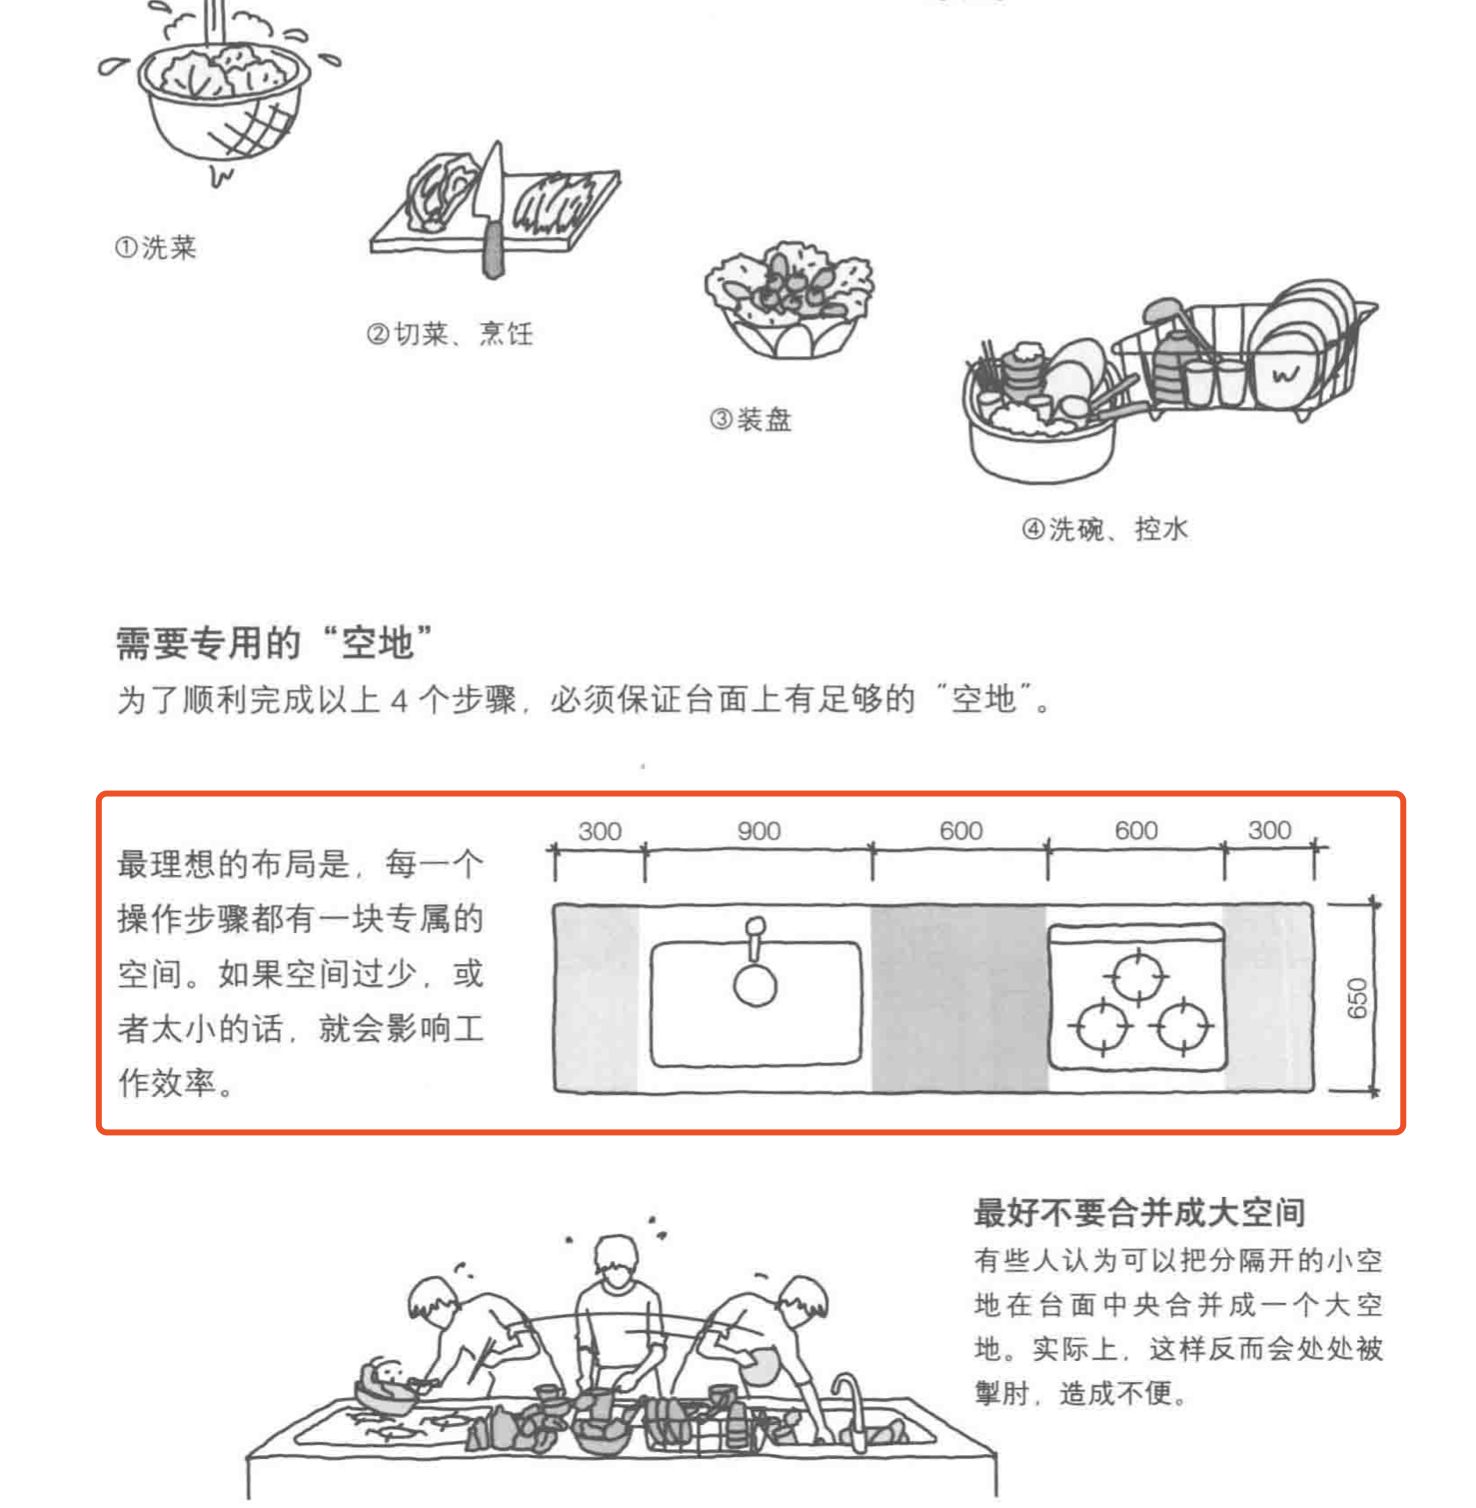 ①洗菜
②切菜、烹饪
③装盘
④洗碗、控水
需要专用的“空地”
为了顺利完成以上 4 个步骤，必须保证台面上有足够的“空地”。
最理想的布局是，每一个
操作步骤都有一块专属的
空间。如果空间过少，或
者太小的话，就会影响工
作效率。
300 900 600 600 300
650
最好不要合并成大空间
有些人认为可以把分隔开的小空
地在台面中央合并成一个大空
地。实际上，这样反而会处处被
掣肘，造成不便。
W